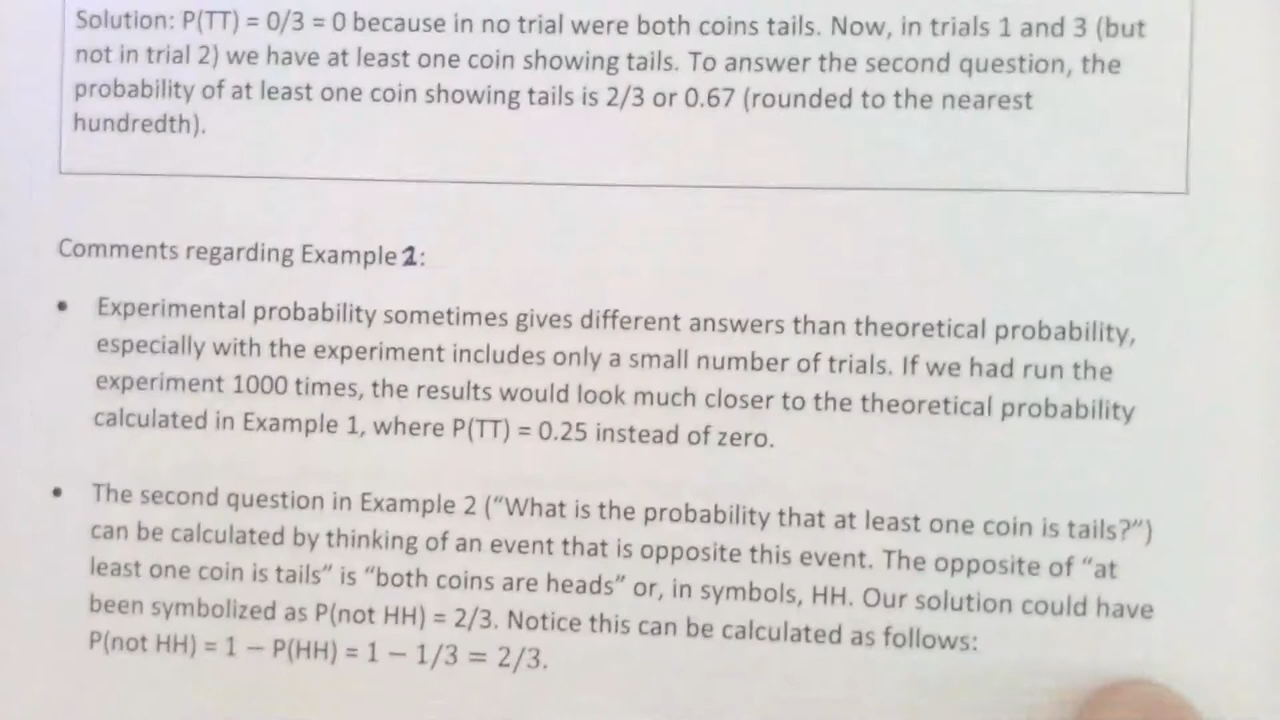 Solution: P(TT) = 0/3 = 0 because in no trial were both coins tails. Now, in trials 1 and 3 (but
not in trial 2) we have at least one coin showing tails. To answer the second question, the
probability of at least one coin showing tails is 2/3 or 0.67 (rounded to the nearest
hundredth).
Comments regarding Example 2:
• Experimental probability sometimes gives different answers than theoretical probability,
especially with the experiment includes only a small number of trials. If we had run the
experiment 1000 times, the results would look much closer to the theoretical probability
calculated in Example 1, where P(TT) = 0.25 instead of zero.
• The second question in Example 2 (“What is the probability that at least one coin is tails?”)
can be calculated by thinking of an event that is opposite this event. The opposite of “at
least one coin is tails” is “both coins are heads” or, in symbols, HH. Our solution could have
been symbolized as P(not HH) = 2/3. Notice this can be calculated as follows:
P(not HH) = 1 – P(HH) = 1 – 1/3 = 2/3.